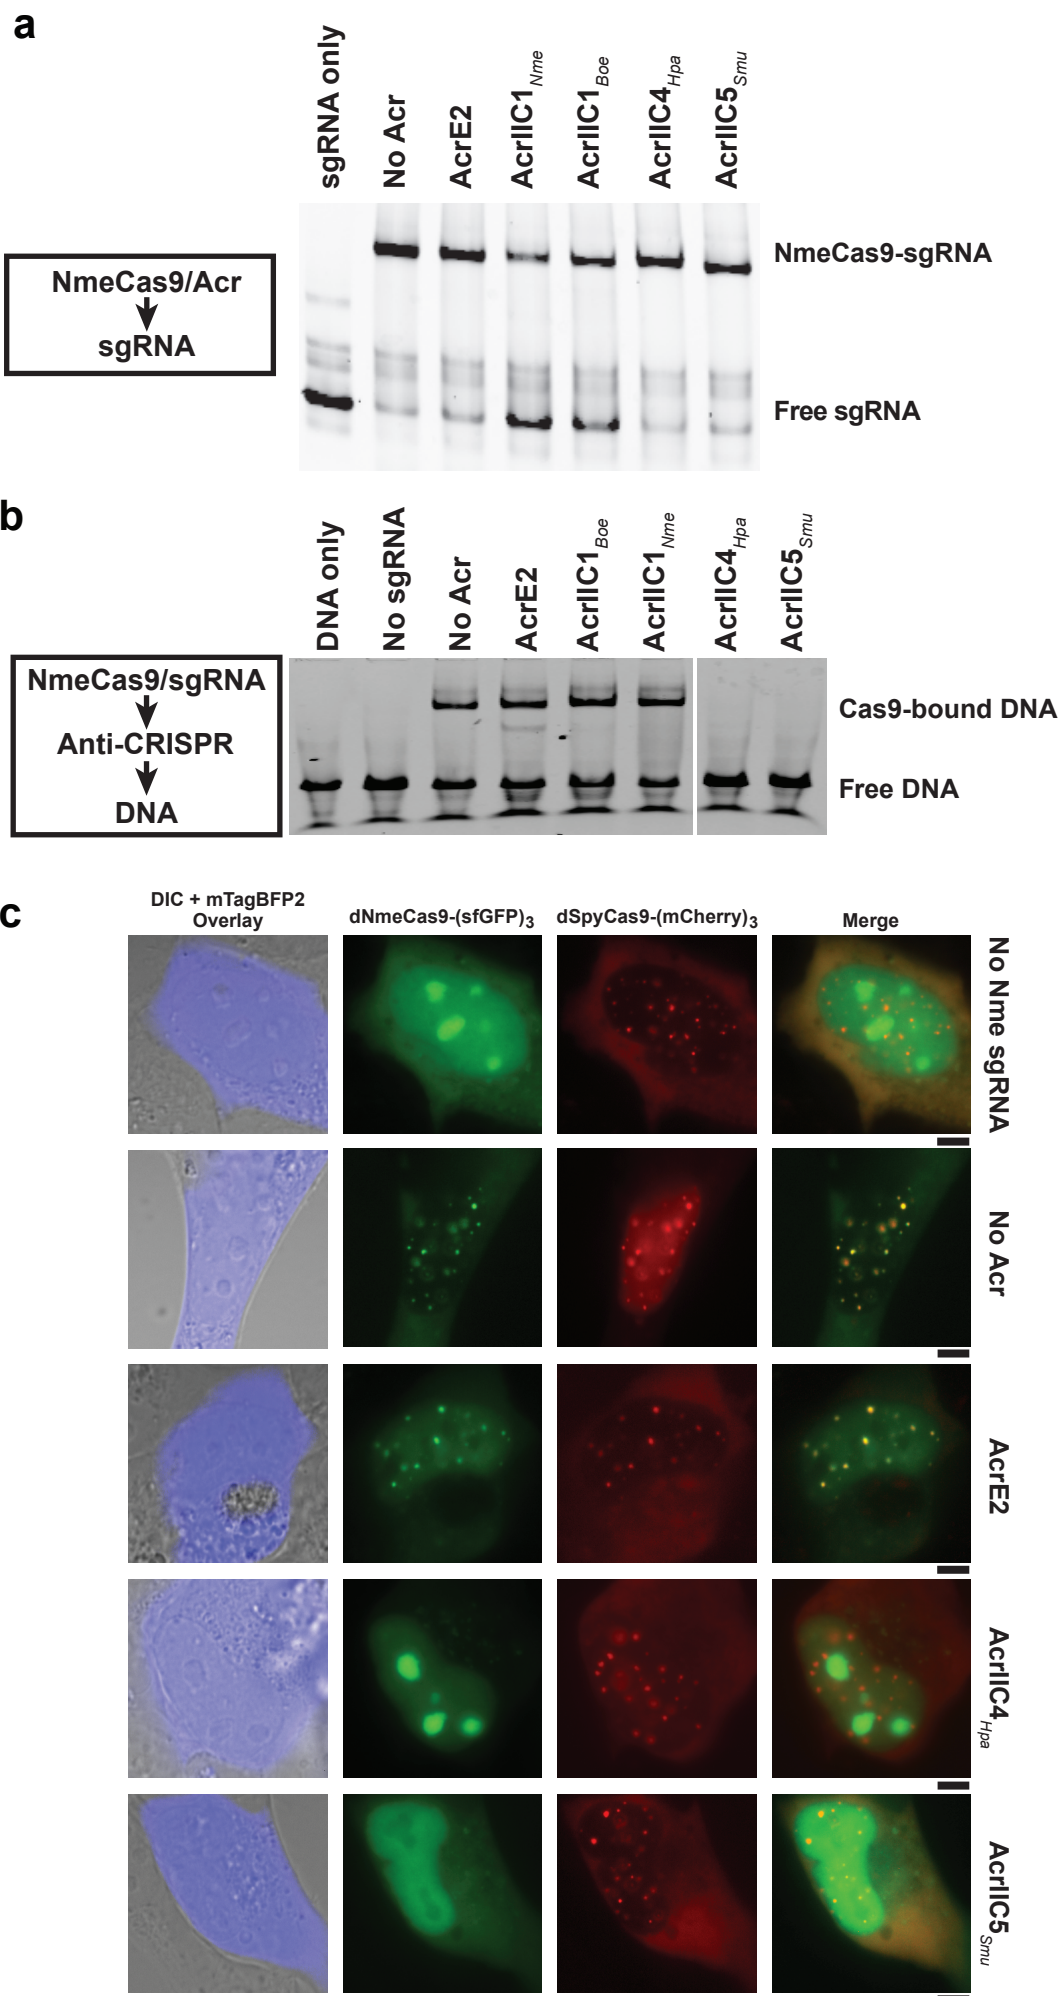 a
sgRNA only
No Acr
AcrE2
AcrIIC1Nme
AcrIIC1Boe
AcrIIC4Hpa
AcrIIC5Smu
NmeCas9/Acr
sgRNA
NmeCas9-sgRNA
Free sgRNA
b
DNA only
No sgRNA
No Acr
AcrE2
AcrIIC1Boe
AcrIIC1Nme
AcrIIC4Hpa
AcrIIC5Smu
NmeCas9/sgRNA
Anti-CRISPR
DNA
Cas9-bound DNA
Free DNA
c
DIC + mTagBFP2
Overlay
dNmeCas9-(sfGFP)3
dSpyCas9-(mCherry)3
Merge
No Nme sgRNA
No Acr
AcrE2
AcrIIC4Hpa
AcrIIC5Smu